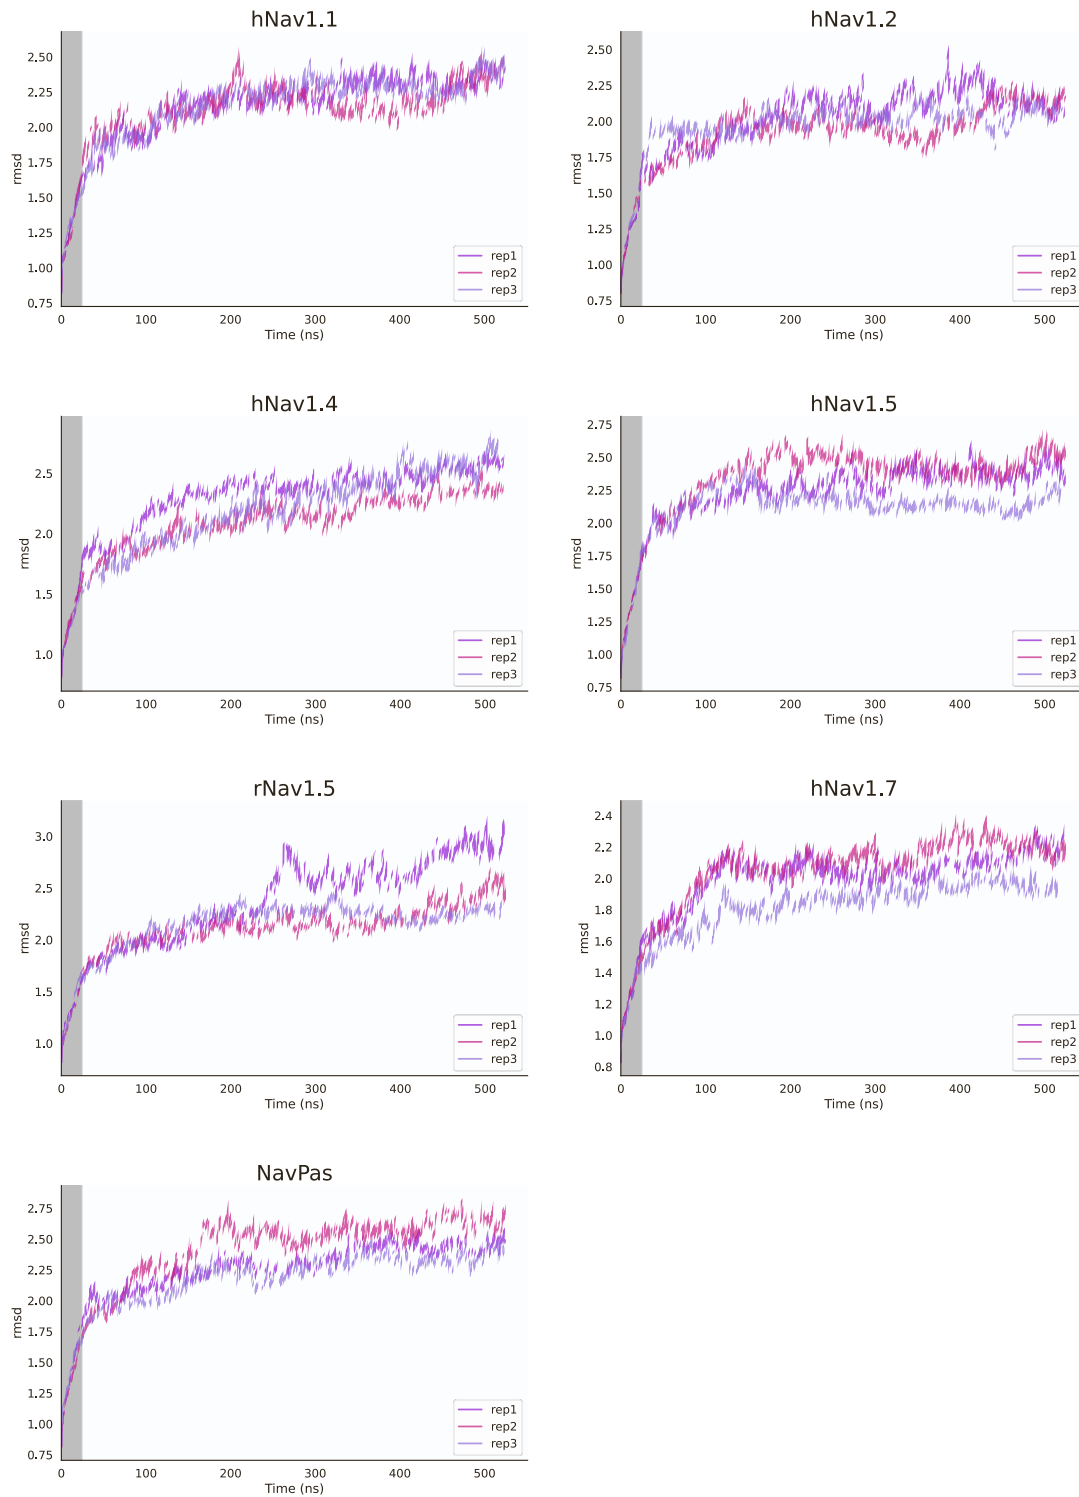 hNav1.1
rmsd
2.50
2.25
2.00
1.75
1.50
1.25
1.00
0.75
0 100 200 300 400 500
Time (ns)
rep1
rep2
rep3
hNav1.2
rmsd
2.50
2.25
2.00
1.75
1.50
1.25
1.00
0.75
0 100 200 300 400 500
Time (ns)
rep1
rep2
rep3
hNav1.4
rmsd
2.5
2.0
1.5
1.0
0 100 200 300 400 500
Time (ns)
rep1
rep2
rep3
hNav1.5
rmsd
2.75
2.50
2.25
2.00
1.75
1.50
1.25
1.00
0.75
0 100 200 300 400 500
Time (ns)
rep1
rep2
rep3
rNav1.5
rmsd
3.0
2.5
2.0
1.5
1.0
0 100 200 300 400 500
Time (ns)
rep1
rep2
rep3
hNav1.7
rmsd
2.4
2.2
2.0
1.8
1.6
1.4
1.2
1.0
0.8
0 100 200 300 400 500
Time (ns)
rep1
rep2
rep3
NavPas
rmsd
2.75
2.50
2.25
2.00
1.75
1.50
1.25
1.00
0.75
0 100 200 300 400 500
Time (ns)
rep1
rep2
rep3